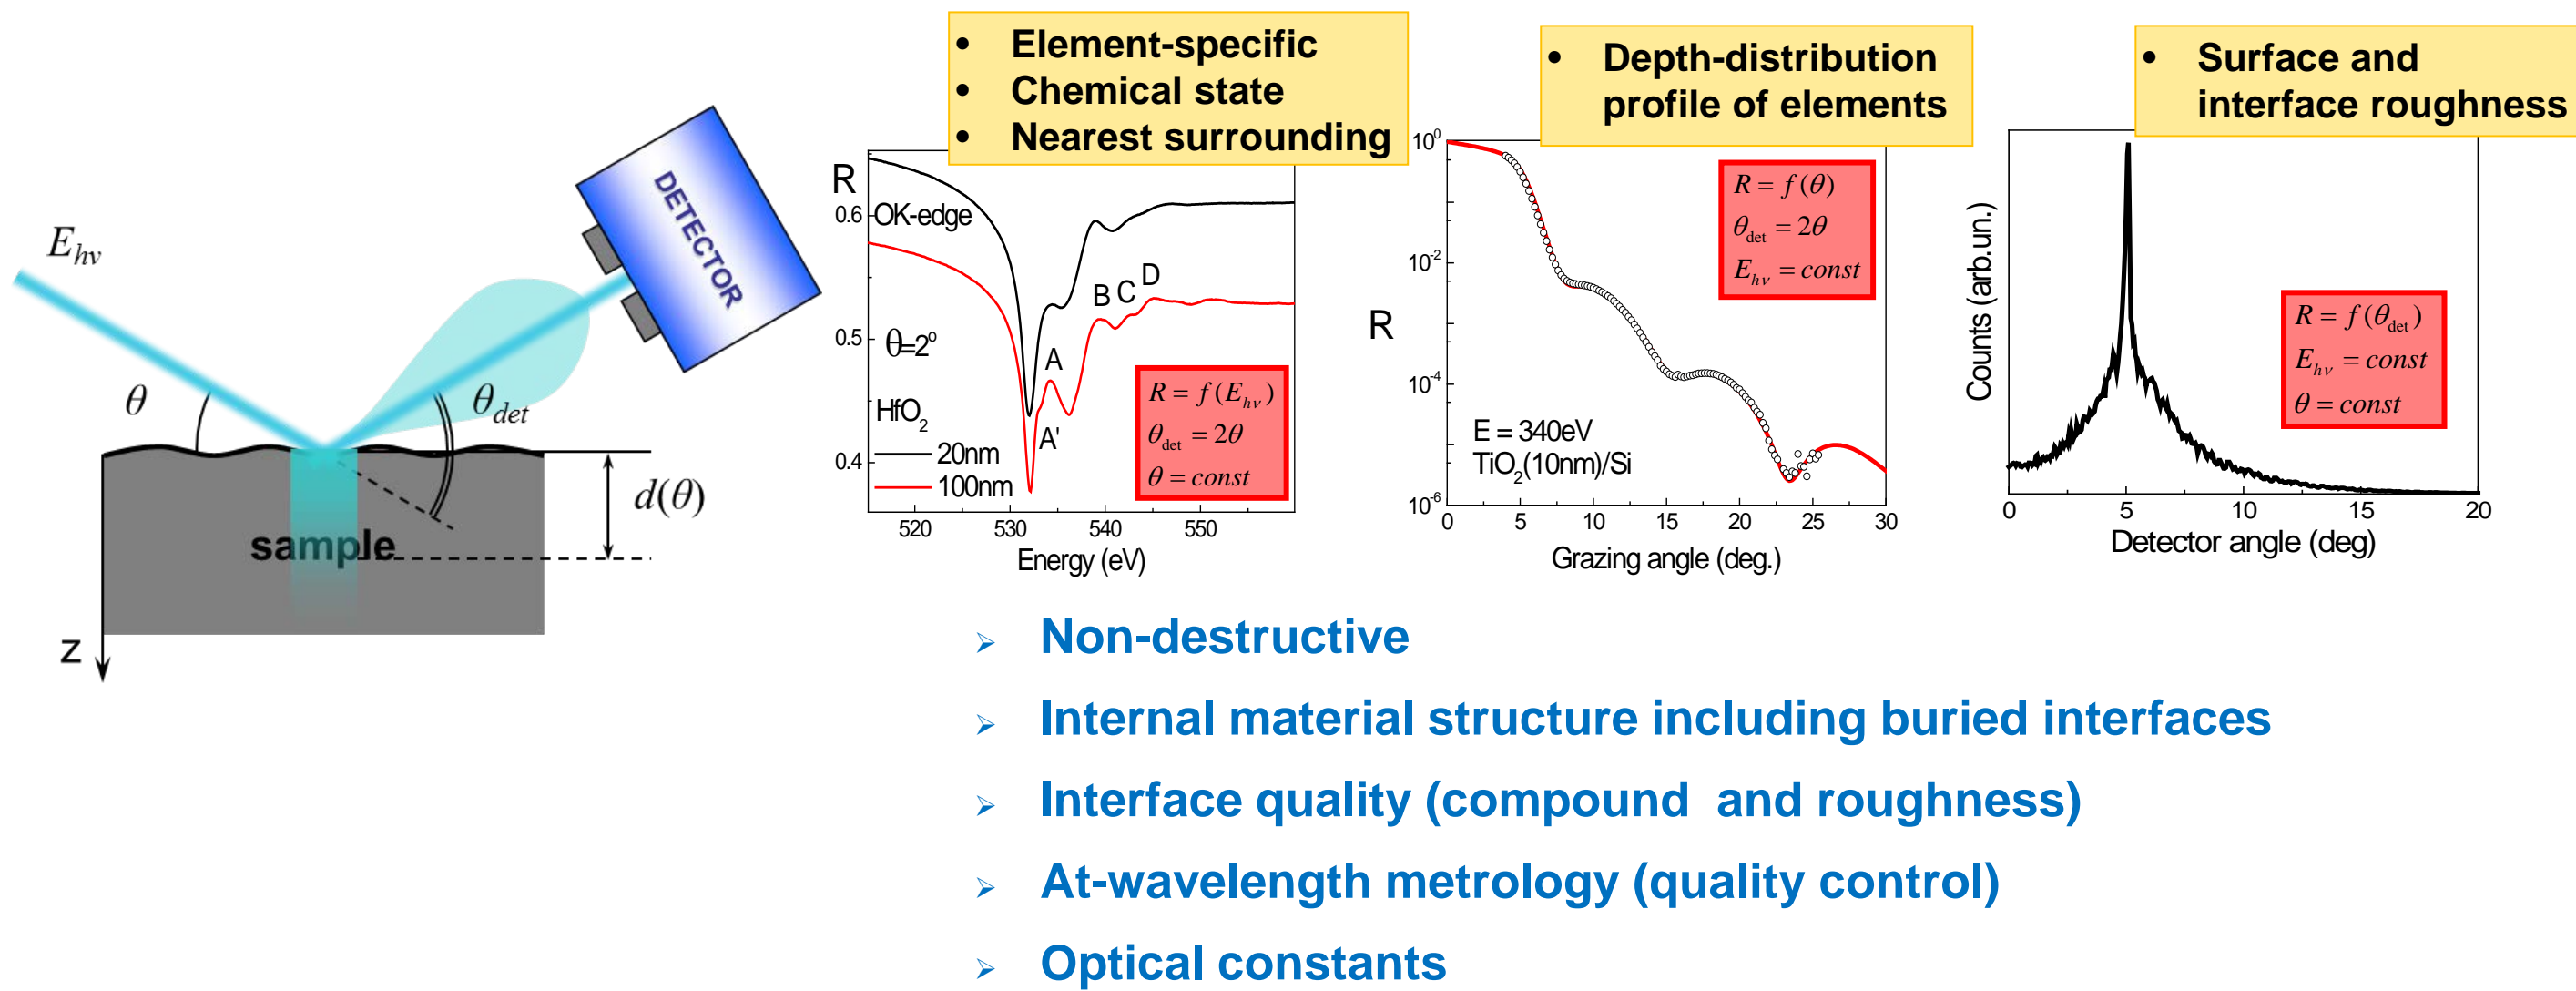 E_hν
θ
θ_det
DETECTOR
sample
d(θ)
z
• Element-specific
• Chemical state
• Nearest surrounding
R
0.6
0.5
0.4
OK-edge
θ=2°
HfO₂
20nm
100nm
A
A'
B C D
R = f(E_hν)
θ_det = 2θ
θ = const
520 530 540 550
Energy (eV)
• Depth-distribution
profile of elements
R
10⁰
10⁻²
10⁻⁴
10⁻⁶
R = f(θ)
θ_det = 2θ
E_hν = const
E = 340eV
TiO₂(10nm)/Si
0 5 10 15 20 25 30
Grazing angle (deg.)
• Surface and
interface roughness
Counts (arb.un.)
R = f(θ_det)
E_hν = const
θ = const
0 5 10 15 20
Detector angle (deg)
➢ Non-destructive
➢ Internal material structure including buried interfaces
➢ Interface quality (compound  and roughness)
➢ At-wavelength metrology (quality control)
➢ Optical constants